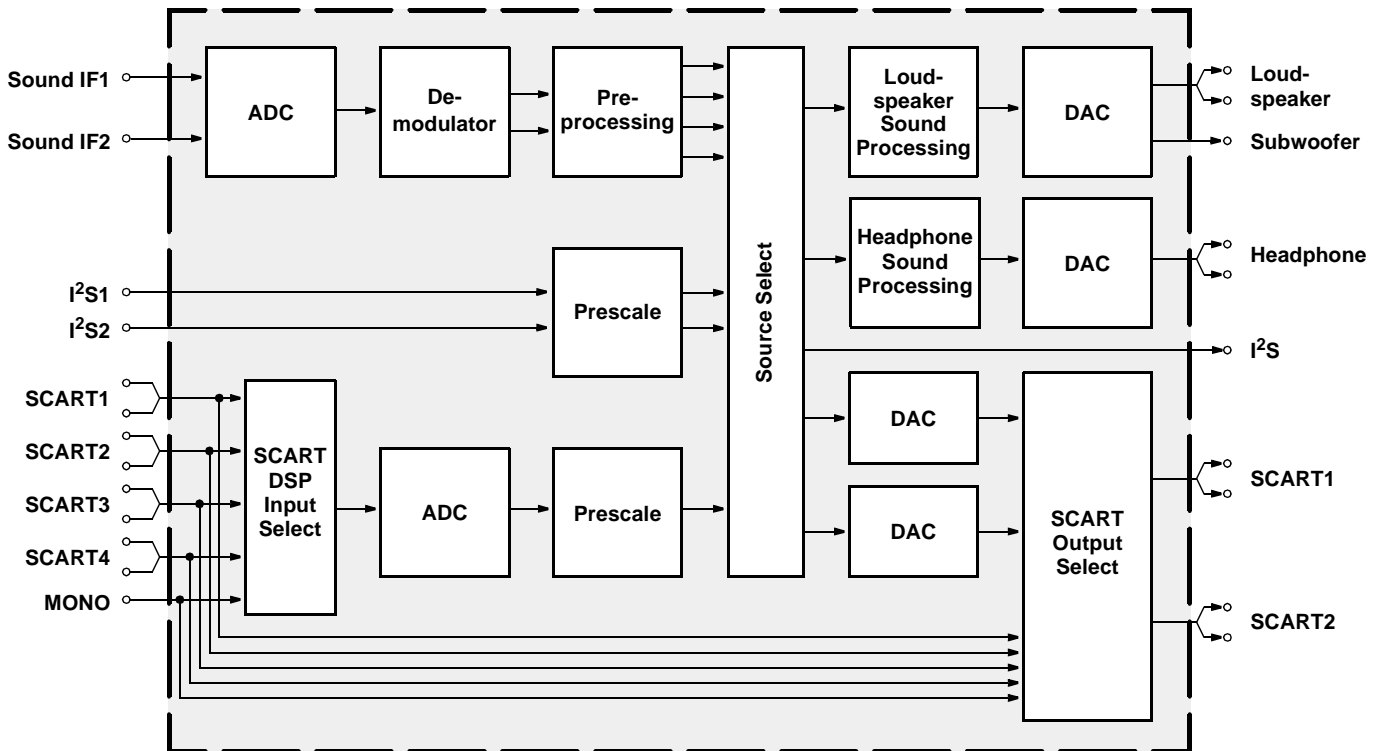 Sound IF1
Sound IF2
ADC
De-
modulator
Pre-
processing
Loud-
speaker
Sound
Processing
DAC
Loud-
speaker
Subwoofer
Headphone
Sound
Processing
DAC
Headphone
I²S1
I²S2
Prescale
Source Select
I²S
SCART1
SCART2
SCART3
SCART4
MONO
SCART
DSP
Input
Select
ADC
Prescale
DAC
DAC
SCART
Output
Select
SCART1
SCART2